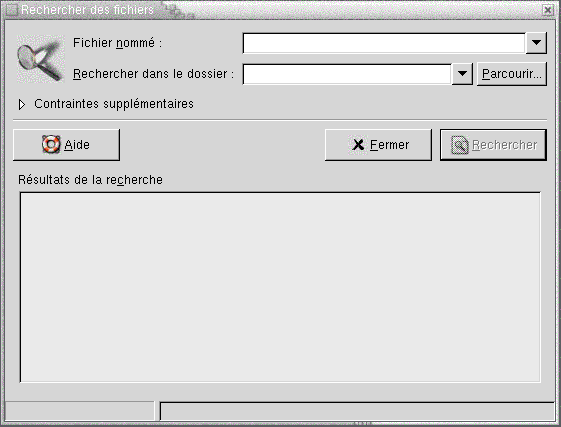 Rechercher des fichiers
Fichier nommé :
Rechercher dans le dossier :
Parcourir...
Contraintes supplémentaires
Aide
Fermer
Rechercher
Résultats de la recherche